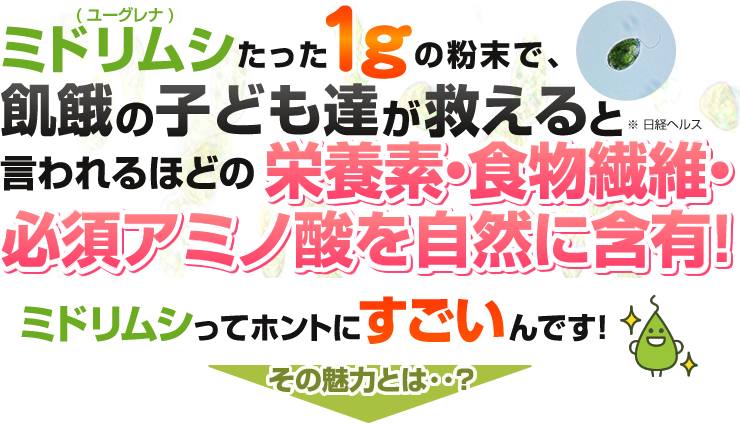 (ユーグレナ)
ミドリムシたった1gの粉末で、
飢餓の子ども達が救えると ※ 日経ヘルス
言われるほどの 栄養素・食物繊維・
必須アミノ酸を自然に含有!
ミドリムシってホントにすごいんです!
その魅力とは‥?